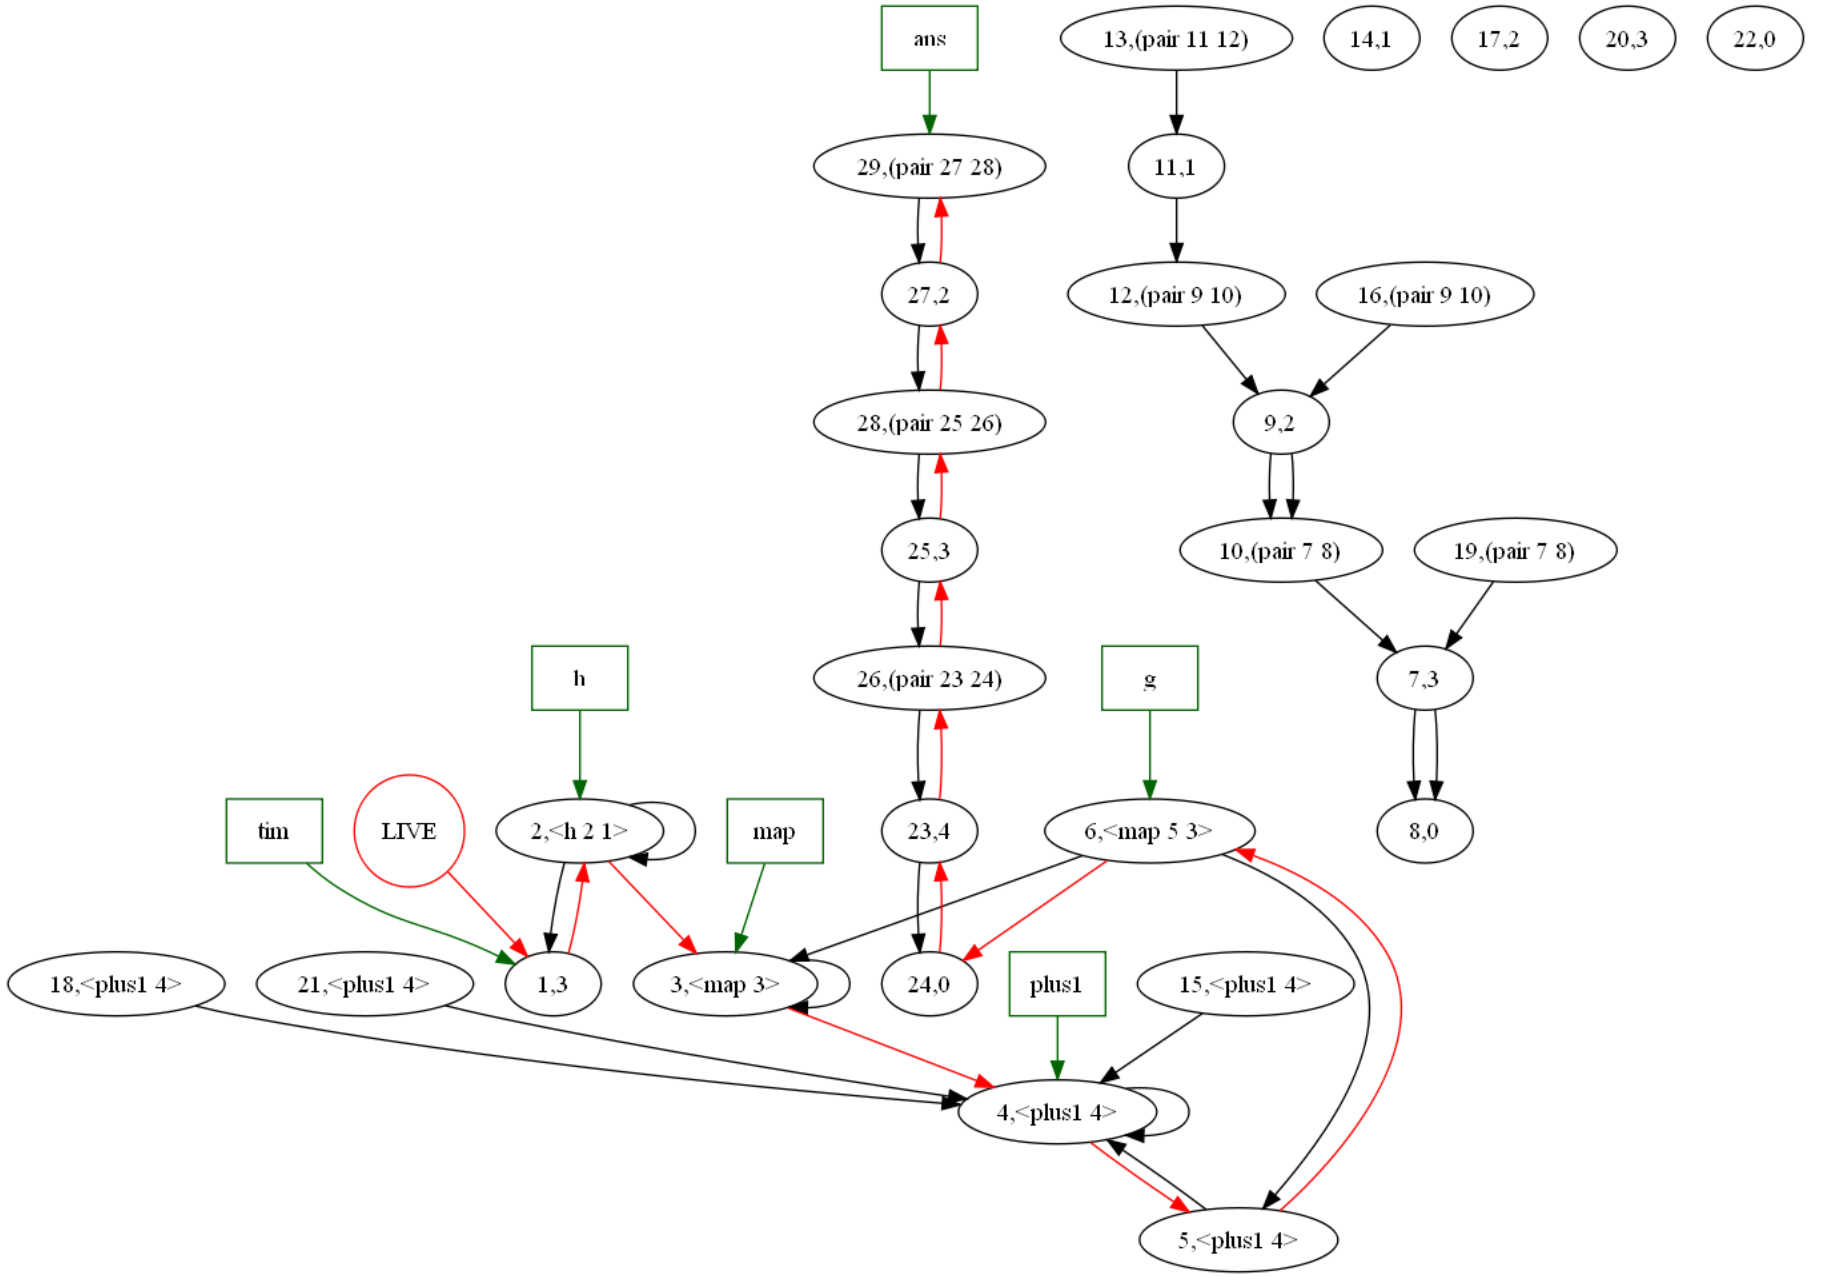 ans
13,(pair 11 12)
14,1
17,2
20,3
22,0
29,(pair 27 28)
11,1
27,2
12,(pair 9 10)
16,(pair 9 10)
28,(pair 25 26)
9,2
25,3
10,(pair 7 8)
19,(pair 7 8)
h
26,(pair 23 24)
g
7,3
tim
LIVE
2,<h 2 1>
map
23,4
6,<map 5 3>
8,0
18,<plus1 4>
21,<plus1 4>
1,3
3,<map 3>
24,0
plus1
15,<plus1 4>
4,<plus1 4>
5,<plus1 4>